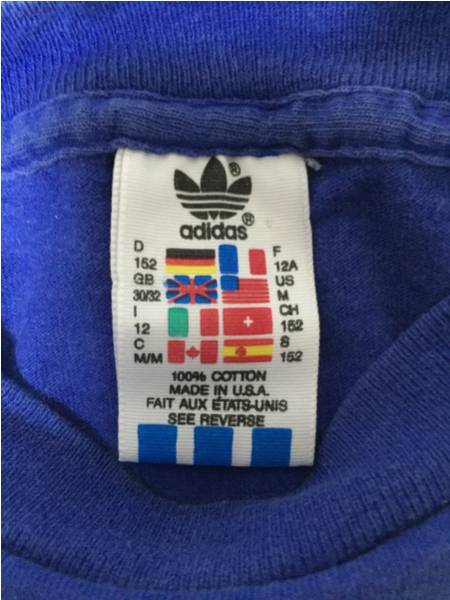 ®
adidas®
D F
152 12A
GB US
30/32 M
I CH
12 152
C S
M/M 152
100% COTTON
MADE IN U.S.A.
FAIT AUX ÉTATS-UNIS
SEE REVERSE